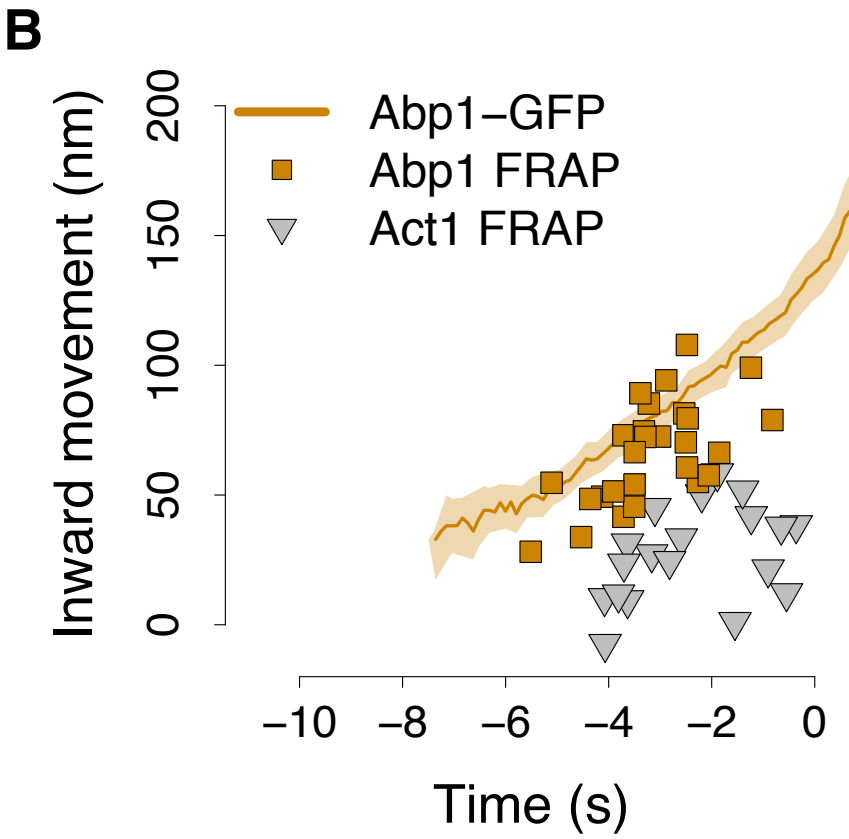 B
Inward movement (nm)
200
150
100
50
0
Abp1−GFP
Abp1 FRAP
Act1 FRAP
−10 −8 −6 −4 −2 0
Time (s)